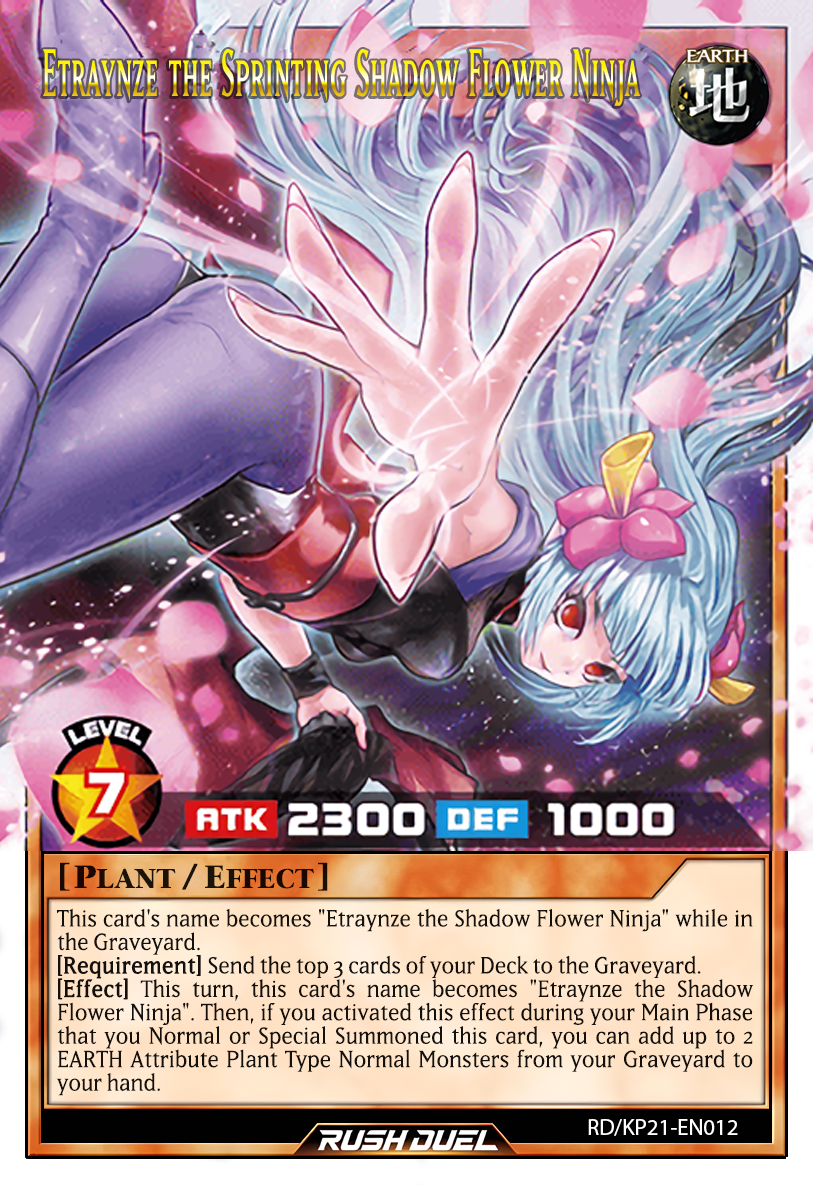 Etraynze the Sprinting Shadow Flower Ninja
EARTH
地
LEVEL
7
ATK 2300 DEF 1000
[Plant / Effect]
This card's name becomes "Etraynze the Shadow Flower Ninja" while in
the Graveyard.
[Requirement] Send the top 3 cards of your Deck to the Graveyard.
[Effect] This turn, this card's name becomes "Etraynze the Shadow
Flower Ninja". Then, if you activated this effect during your Main Phase
that you Normal or Special Summoned this card, you can add up to 2
EARTH Attribute Plant Type Normal Monsters from your Graveyard to
your hand.
RD/KP21-EN012
RUSH DUEL